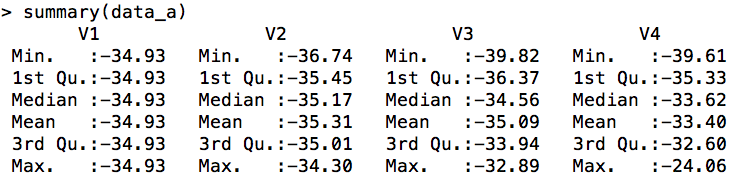 > summary(data_a)
V1 V2 V3 V4
Min. :-34.93 Min. :-36.74 Min. :-39.82 Min. :-39.61
1st Qu.:-34.93 1st Qu.:-35.45 1st Qu.:-36.37 1st Qu.:-35.33
Median :-34.93 Median :-35.17 Median :-34.56 Median :-33.62
Mean :-34.93 Mean :-35.31 Mean :-35.09 Mean :-33.40
3rd Qu.:-34.93 3rd Qu.:-35.01 3rd Qu.:-33.94 3rd Qu.:-32.60
Max. :-34.93 Max. :-34.30 Max. :-32.89 Max. :-24.06